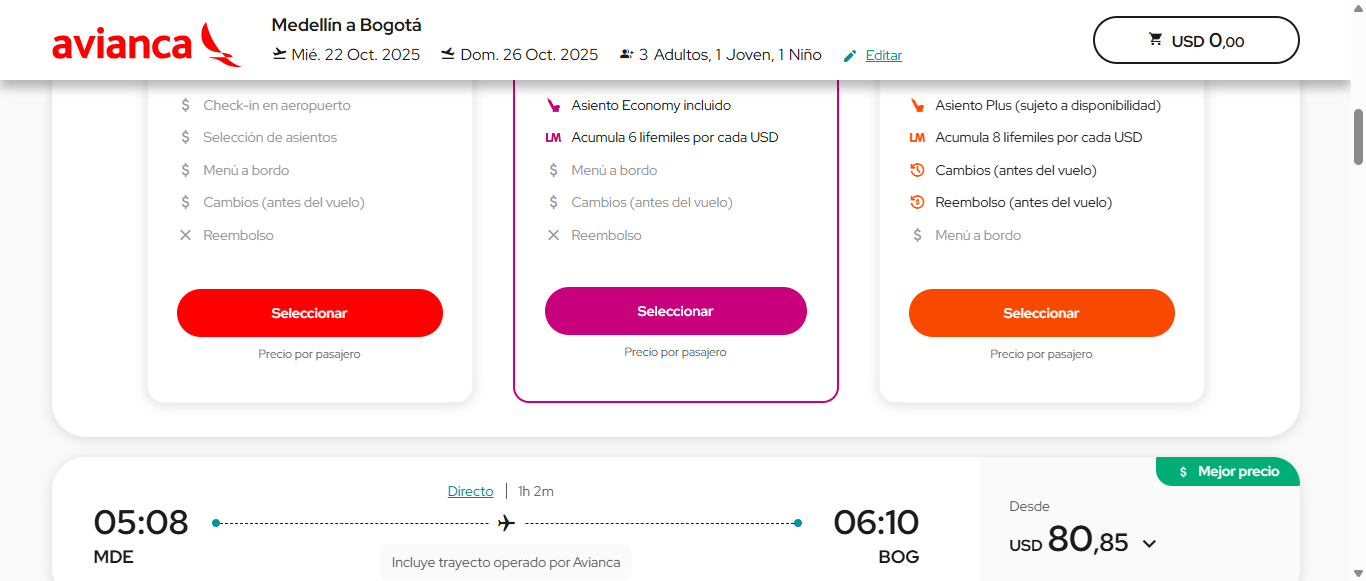 avianca
Medellín a Bogotá
Mié. 22 Oct. 2025 Dom. 26 Oct. 2025 3 Adultos, 1 Joven, 1 Niño Editar
USD 0,00
$ Check-in en aeropuerto
$ Selección de asientos
$ Menú a bordo
$ Cambios (antes del vuelo)
Reembolso
Seleccionar
Precio por pasajero
Asiento Economy incluido
LM Acumula 6 lifemiles por cada USD
$ Menú a bordo
$ Cambios (antes del vuelo)
Reembolso
Seleccionar
Precio por pasajero
Asiento Plus (sujeto a disponibilidad)
LM Acumula 8 lifemiles por cada USD
Cambios (antes del vuelo)
Reembolso (antes del vuelo)
$ Menú a bordo
Seleccionar
Precio por pasajero
Directo | 1h 2m
05:08
MDE
Incluye trayecto operado por Avianca
06:10
BOG
$ Mejor precio
Desde
USD 80,85